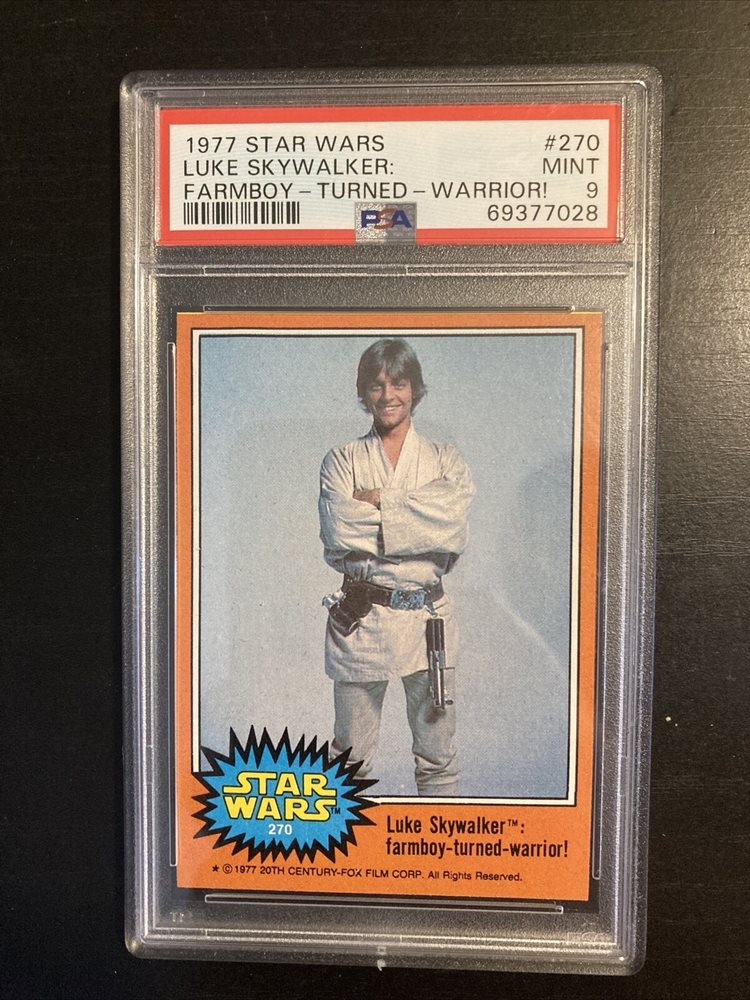 1977 STAR WARS #270
LUKE SKYWALKER: MINT
FARMBOY – TURNED – WARRIOR! 9
PSA 69377028
STAR
WARS™
270
Luke Skywalker™:
farmboy-turned-warrior!
★ © 1977 20TH CENTURY-FOX FILM CORP. All Rights Reserved.